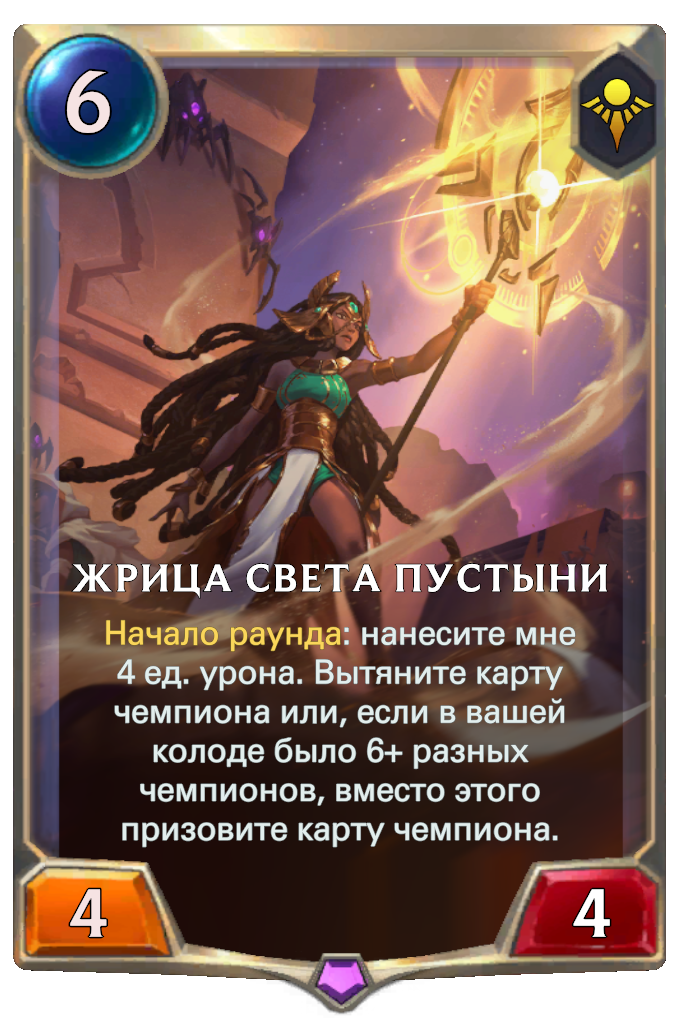 6
ЖРИЦА СВЕТА ПУСТЫНИ
Начало раунда: нанесите мне
4 ед. урона. Вытяните карту
чемпиона или, если в вашей
колоде было 6+ разных
чемпионов, вместо этого
призовите карту чемпиона.
4
4